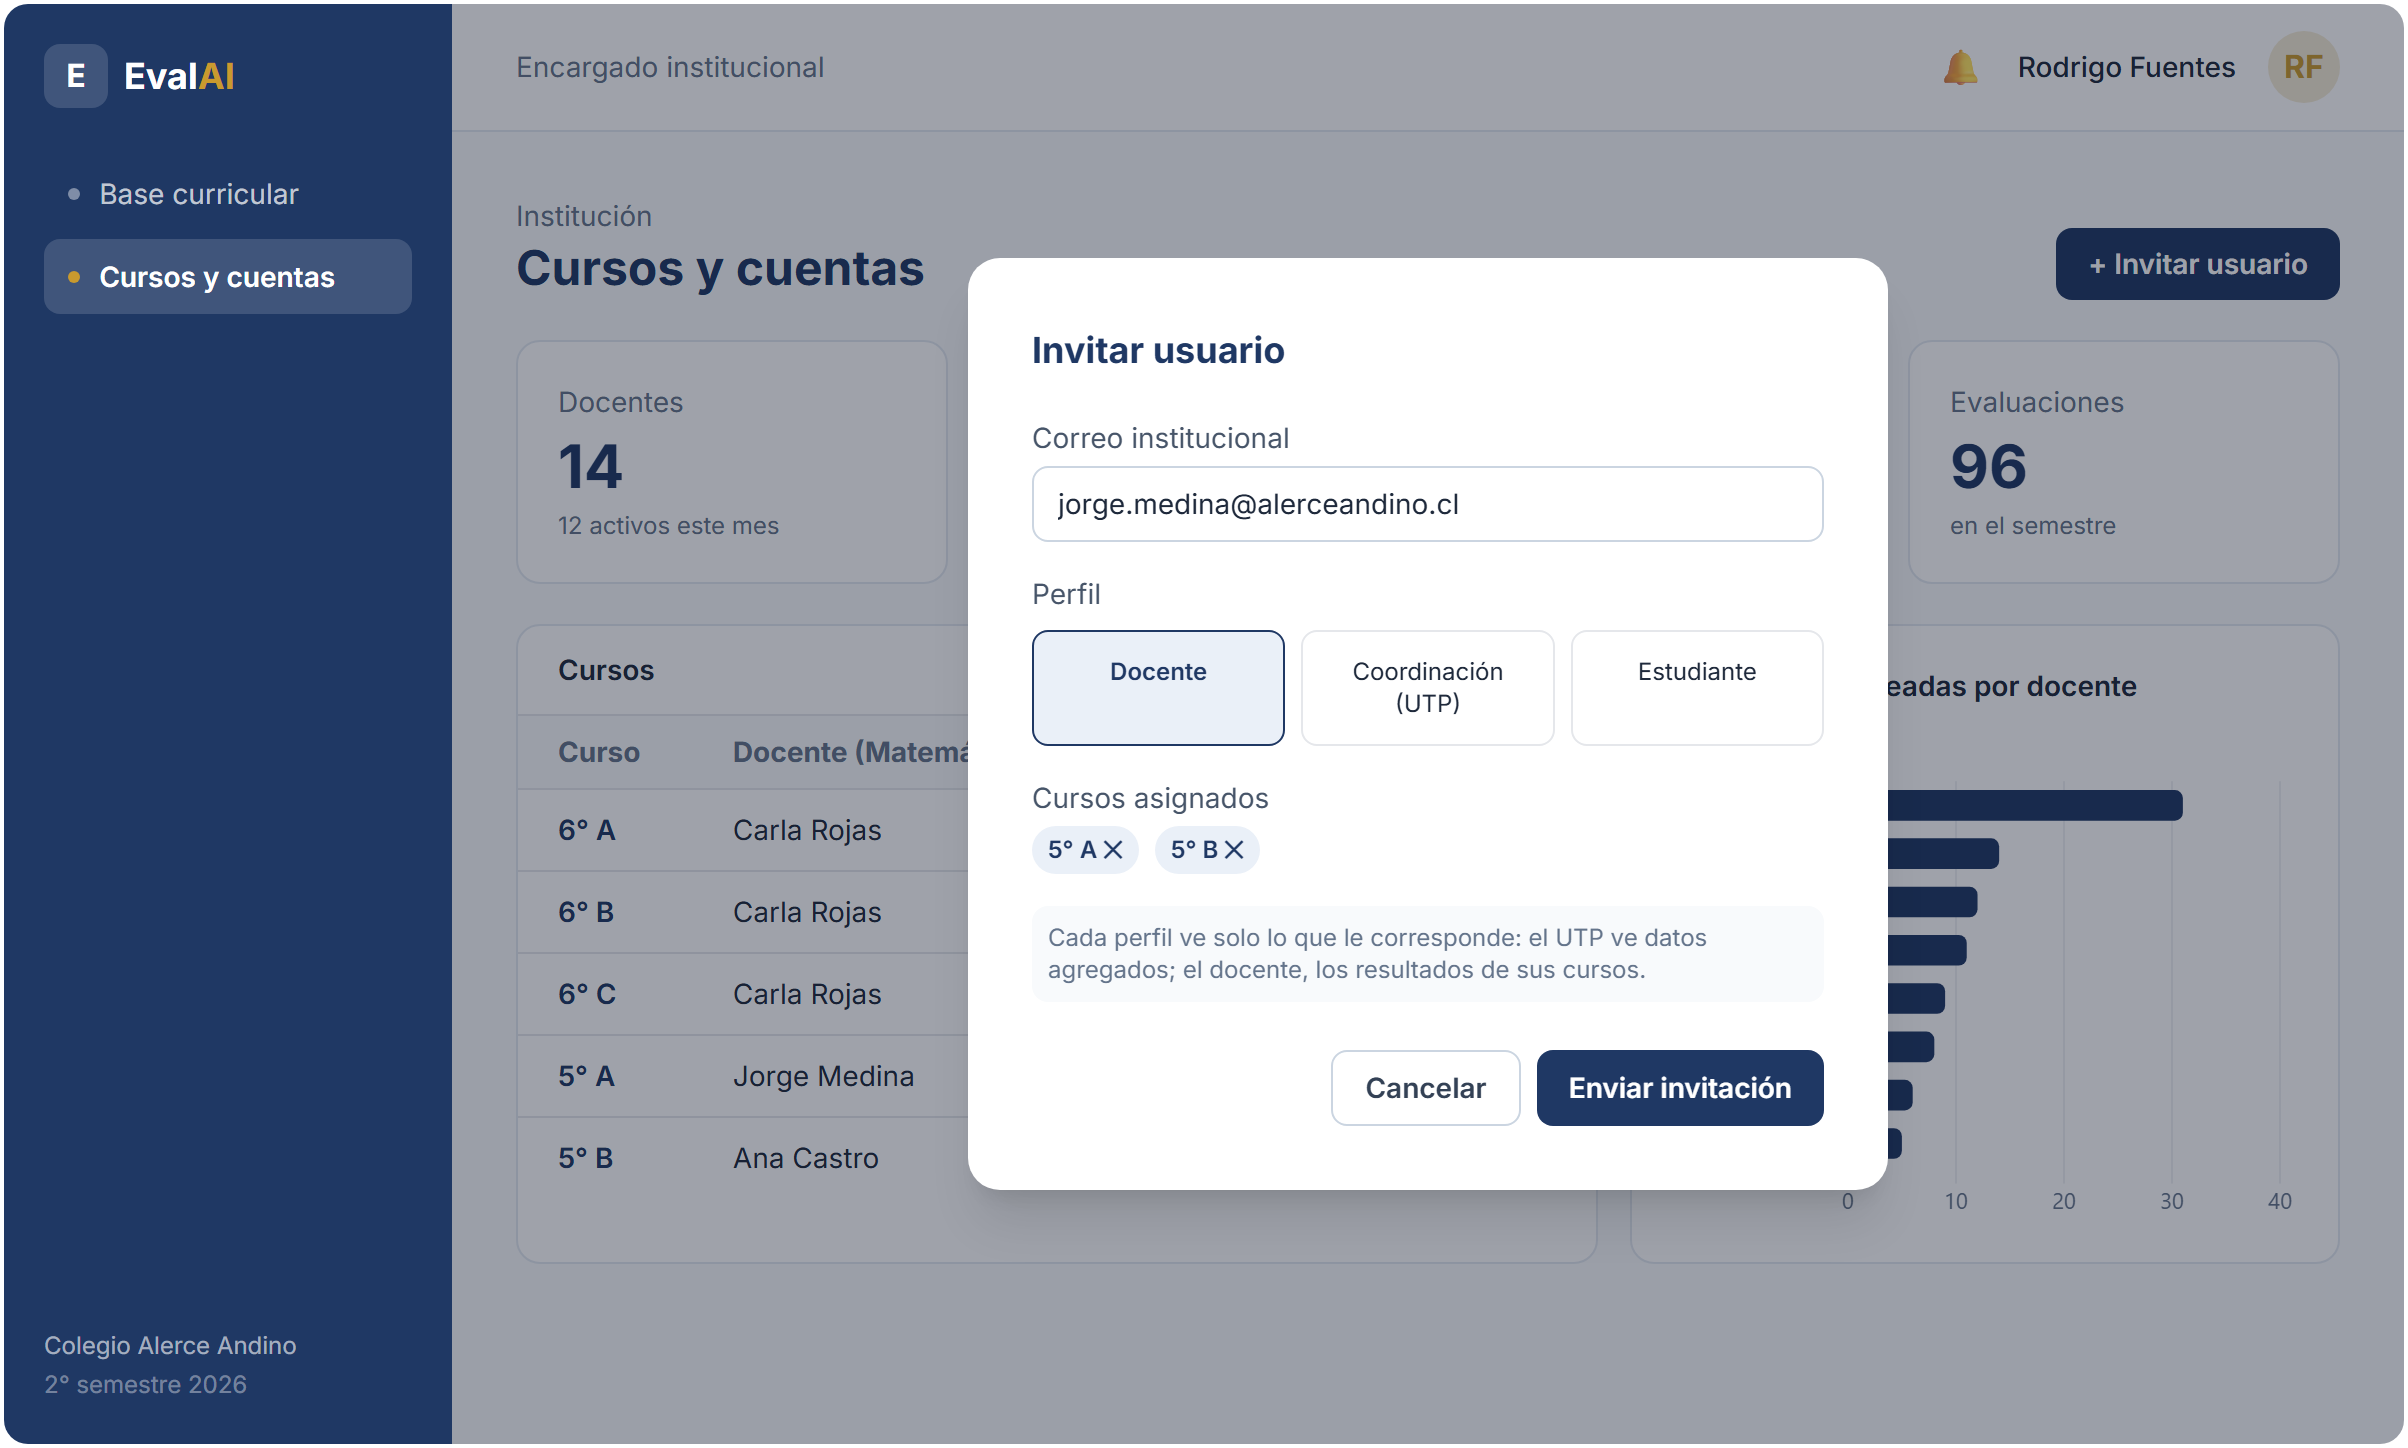 E
EvalAI
Base curricular
Cursos y cuentas
Colegio Alerce Andino
2° semestre 2026
Encargado institucional
Rodrigo Fuentes
RF
Institución
Cursos y cuentas
+ Invitar usuario
Docentes
14
12 activos este mes
Evaluaciones
96
en el semestre
Cursos
Curso
Docente (Matemá
6° A
Carla Rojas
6° B
Carla Rojas
6° C
Carla Rojas
5° A
Jorge Medina
5° B
Ana Castro
eadas por docente
0
10
20
30
40
Invitar usuario
Correo institucional
jorge.medina@alerceandino.cl
Perfil
Docente
Coordinación
(UTP)
Estudiante
Cursos asignados
5° A ✕
5° B ✕
Cada perfil ve solo lo que le corresponde: el UTP ve datos
agregados; el docente, los resultados de sus cursos.
Cancelar
Enviar invitación